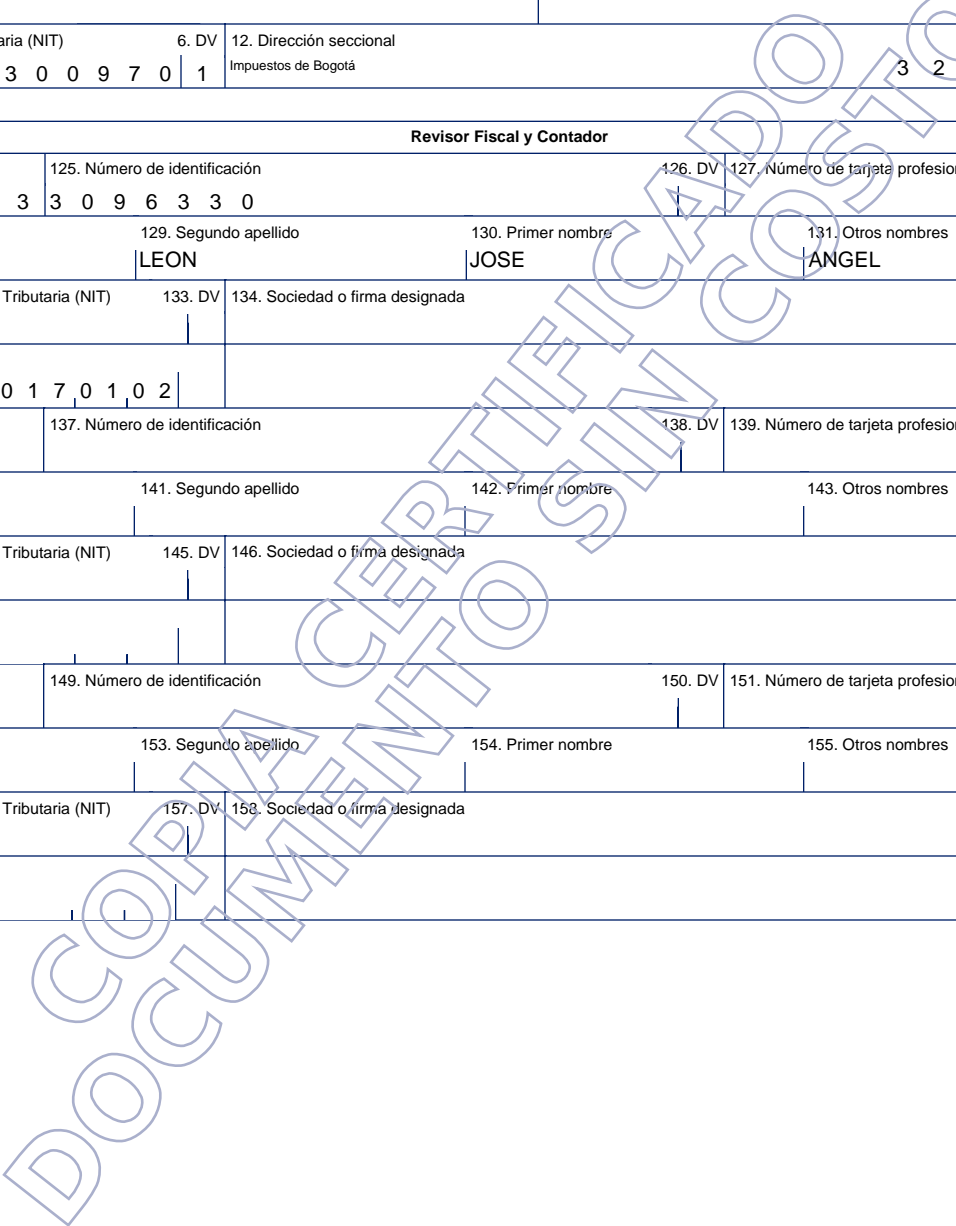 aria (NIT) 6. DV 12. Dirección seccional
3 0 0 9 7 0 1 Impuestos de Bogotá 3 2
Revisor Fiscal y Contador
125. Número de identificación 126. DV 127. Número de tarjeta profesion
3 3 0 9 6 3 3 0
129. Segundo apellido 130. Primer nombre 131. Otros nombres
LEON JOSE ANGEL
Tributaria (NIT) 133. DV 134. Sociedad o firma designada
0 1 7 0 1 0 2
137. Número de identificación 138. DV 139. Número de tarjeta profesion
141. Segundo apellido 142. Primer nombre 143. Otros nombres
Tributaria (NIT) 145. DV 146. Sociedad o firma designada
149. Número de identificación 150. DV 151. Número de tarjeta profesion
153. Segundo apellido 154. Primer nombre 155. Otros nombres
Tributaria (NIT) 157. DV 158. Sociedad o firma designada
COPIA CERTIFICADO
DOCUMENTO SIN COSTO